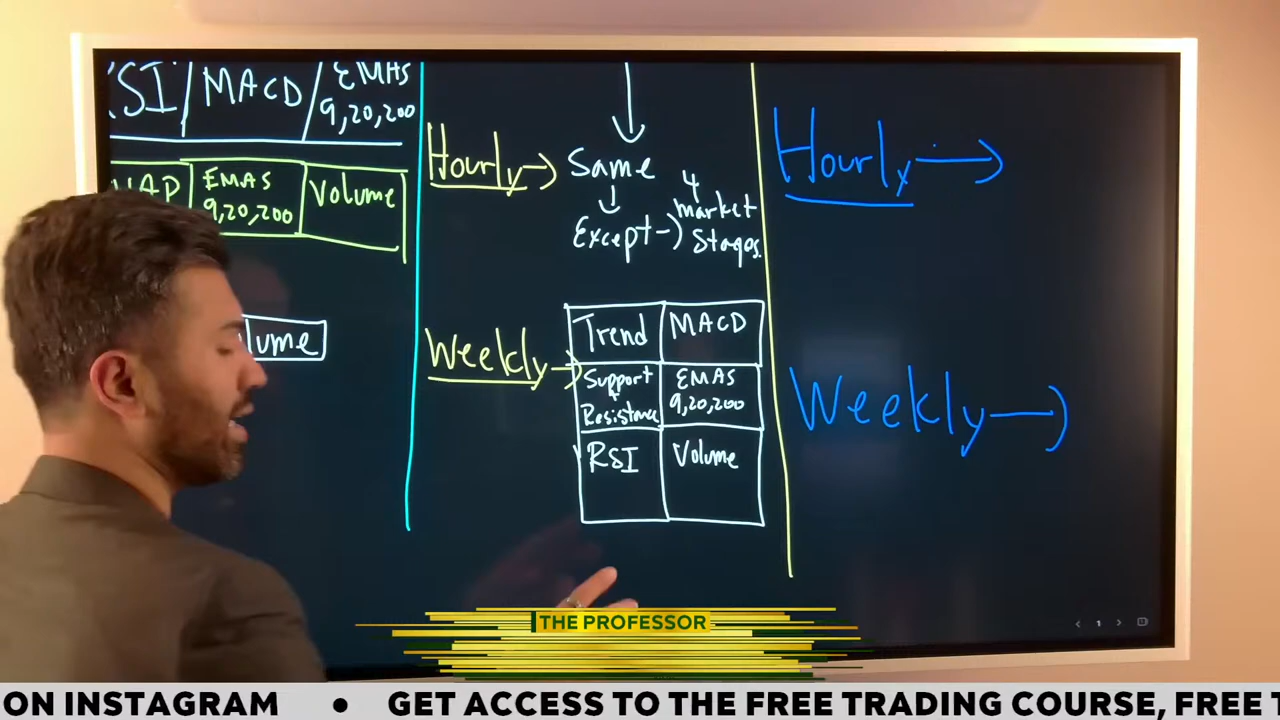 RSI/ MACD / EMAs
9,20,200
EMAS
9,20,200
Volume
Hourly → Same
Except → 4
market
Stages.
Weekly →
Trend MACD
Support
Resistance
EMAS
9,20,200
RSI Volume
Hourly →
Weekly →
THE PROFESSOR
ON INSTAGRAM • GET ACCESS TO THE FREE TRADING COURSE, FREE